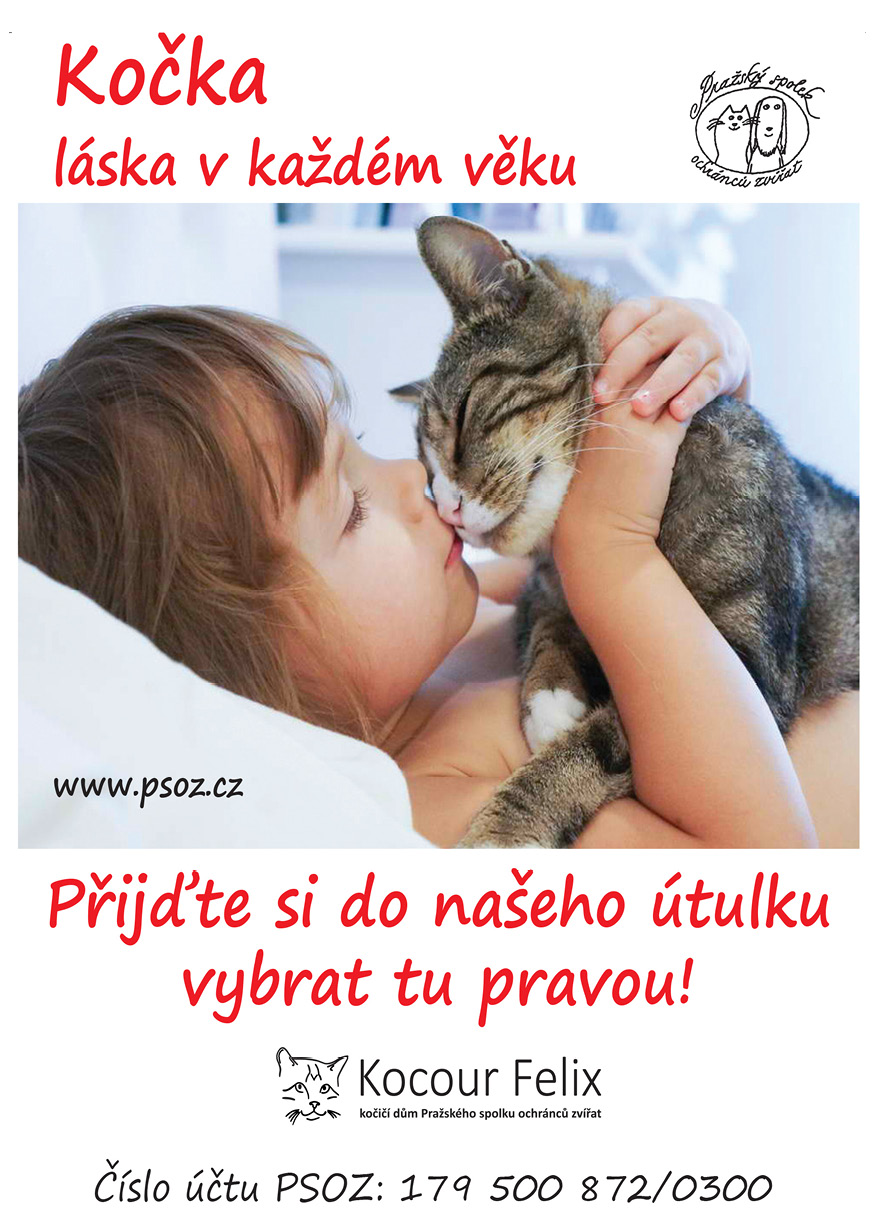 Kočka
láska v každém věku
Pražský spolek
ochránců zvířat
www.psoz.cz
Přijďte si do našeho útulku
vybrat tu pravou!
Kocour Felix
kočičí dům Pražského spolku ochránců zvířat
Číslo účtu PSOZ: 179 500 872/0300